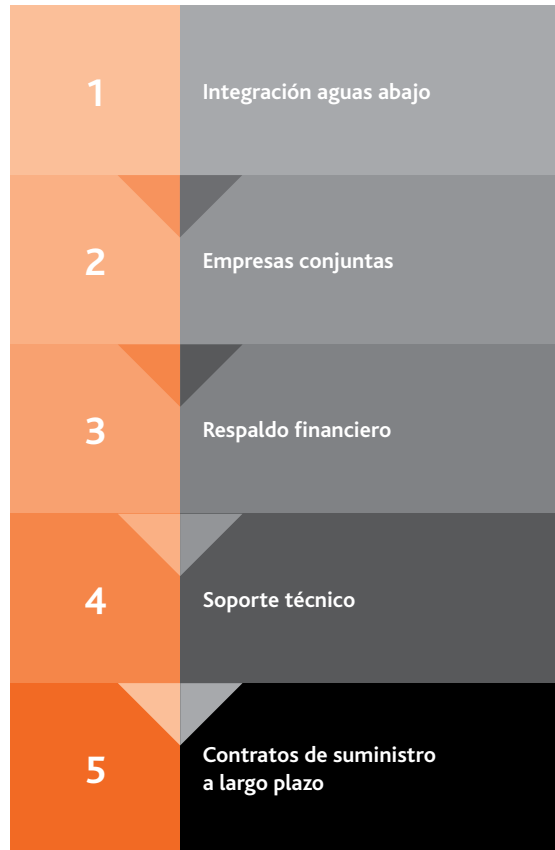 1
Integración aguas abajo
2
Empresas conjuntas
3
Respaldo financiero
4
Soporte técnico
5
Contratos de suministro
a largo plazo